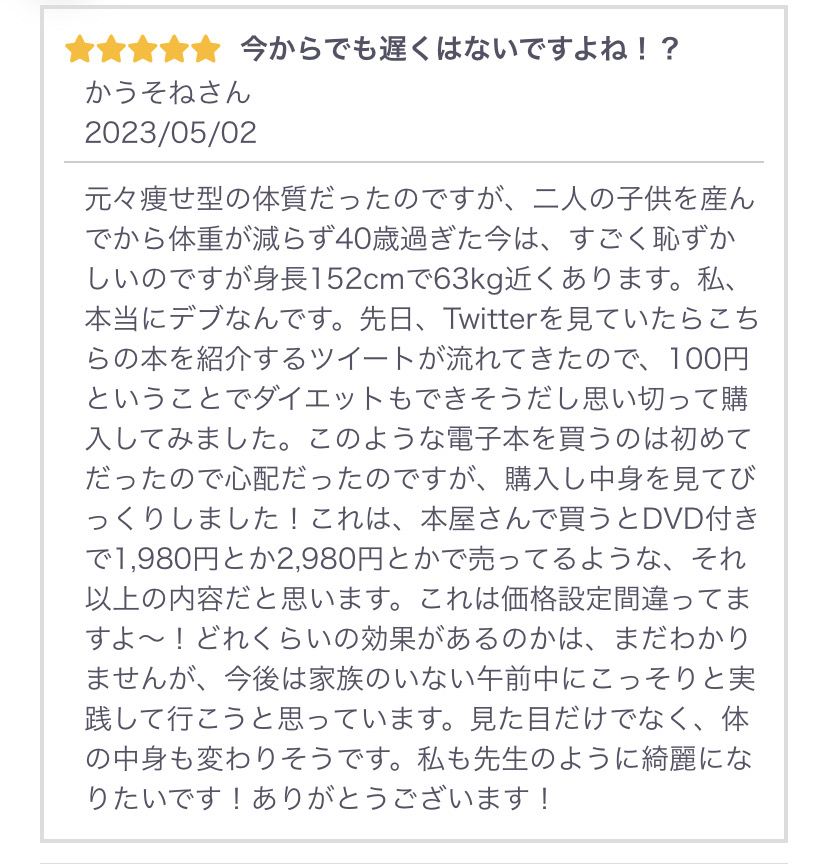 ★★★★★ 今からでも遅くはないですよね！？
かうそねさん
2023/05/02
元々痩せ型の体質だったのですが、二人の子供を産ん
でから体重が減らず40歳過ぎた今は、すごく恥ずか
しいのですが身長152cmで63kg近くあります。私、
本当にデブなんです。先日、Twitterを見ていたらこち
らの本を紹介するツイートが流れてきたので、100円
ということでダイエットもできそうだし思い切って購
入してみました。このような電子本を買うのは初めて
だったので心配だったのですが、購入し中身を見てび
っくりしました！これは、本屋さんで買うとDVD付き
で1,980円とか2,980円とかで売ってるような、それ
以上の内容だと思います。これは価格設定間違ってま
すよ〜！どれくらいの効果があるのかは、まだわかり
ませんが、今後は家族のいない午前中にこっそりと実
践して行こうと思っています。見た目だけでなく、体
の中身も変わりそうです。私も先生のように綺麗にな
りたいです！ありがとうございます！